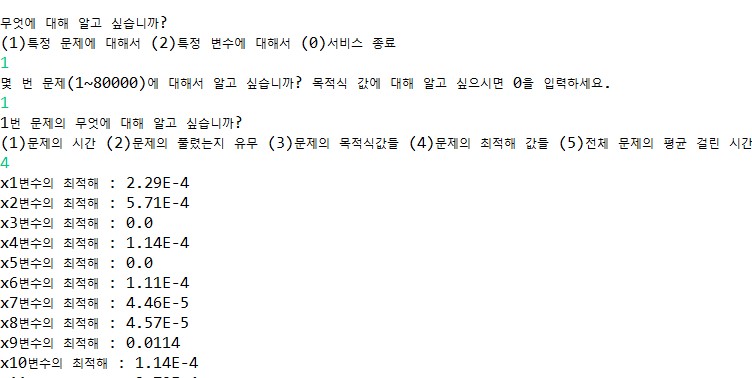 무엇에 대해 알고 싶습니까?
(1)특정 문제에 대해서 (2)특정 변수에 대해서 (0)서비스 종료
1
몇 번 문제(1~80000)에 대해서 알고 싶습니까? 목적식 값에 대해 알고 싶으시면 0을 입력하세요.
1
1번 문제의 무엇에 대해 알고 싶습니까?
(1)문제의 시간 (2)문제의 풀렸는지 유무 (3)문제의 목적식값들 (4)문제의 최적해 값들 (5)전체 문제의 평균 걸린 시간
4
x1변수의 최적해 : 2.29E-4
x2변수의 최적해 : 5.71E-4
x3변수의 최적해 : 0.0
x4변수의 최적해 : 1.14E-4
x5변수의 최적해 : 0.0
x6변수의 최적해 : 1.11E-4
x7변수의 최적해 : 4.46E-5
x8변수의 최적해 : 4.57E-5
x9변수의 최적해 : 0.0114
x10변수의 최적해 : 1.14E-4